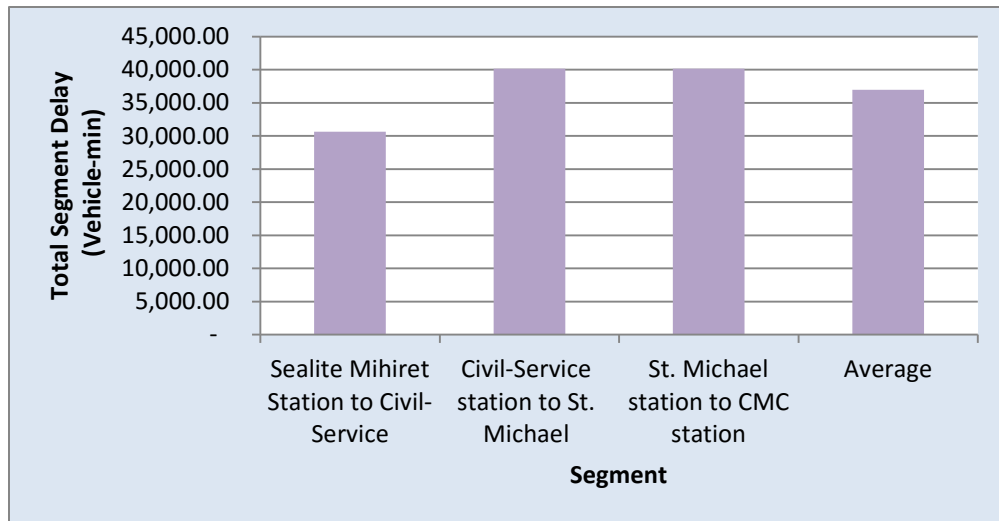 45,000.00
40,000.00
35,000.00
30,000.00
25,000.00
20,000.00
15,000.00
10,000.00
5,000.00
-
Total Segment Delay
(Vehicle-min)
Sealite Mihiret
Station to Civil-
Service
Civil-Service
station to St.
Michael
St. Michael
station to CMC
station
Average
Segment